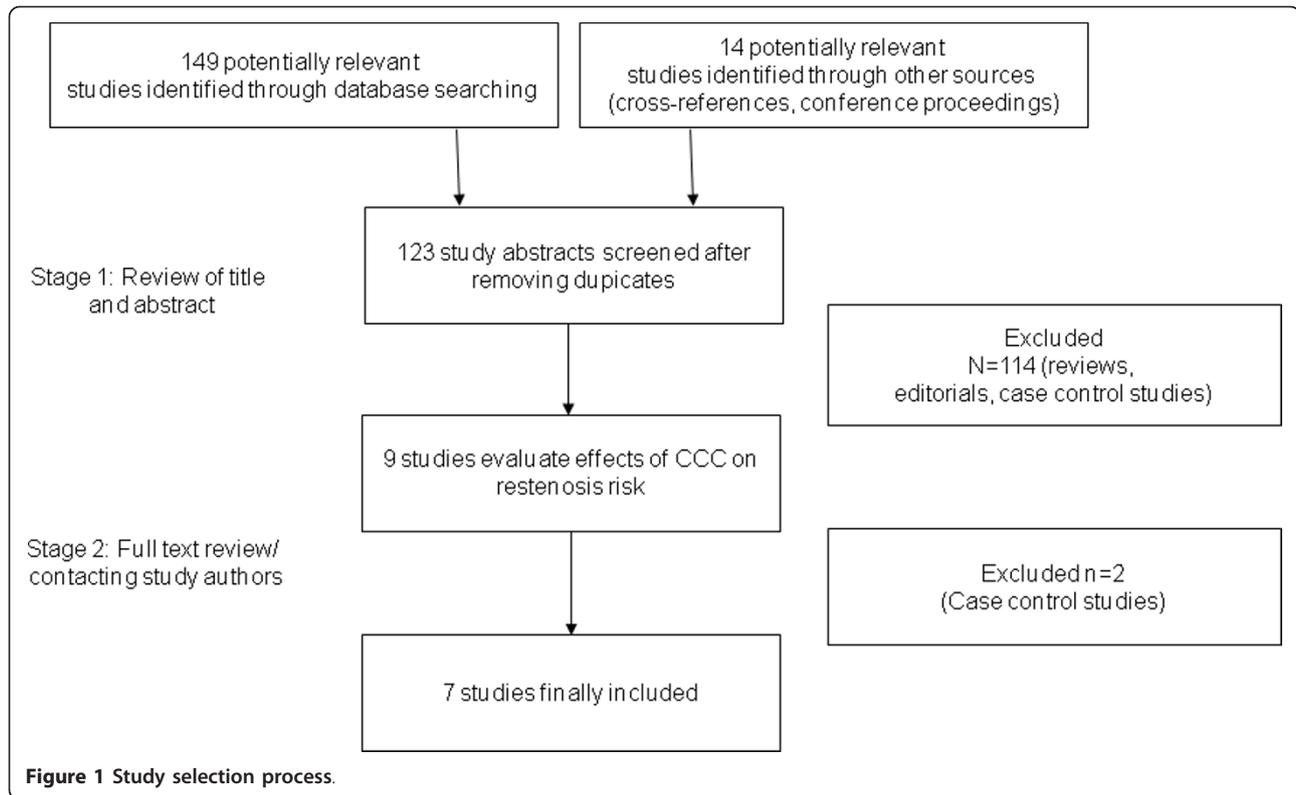 149 potentially relevant
studies identified through database searching
14 potentially relevant
studies identified through other sources
(cross-references, conference proceedings)
123 study abstracts screened after
removing dupicates
Stage 1: Review of title
and abstract
Excluded
N=114 (reviews,
editorials, case control studies)
9 studies evaluate effects of CCC on
restenosis risk
Stage 2: Full text review/
contacting study authors
Excluded n=2
(Case control studies)
7 studies finally included
Figure 1 Study selection process.